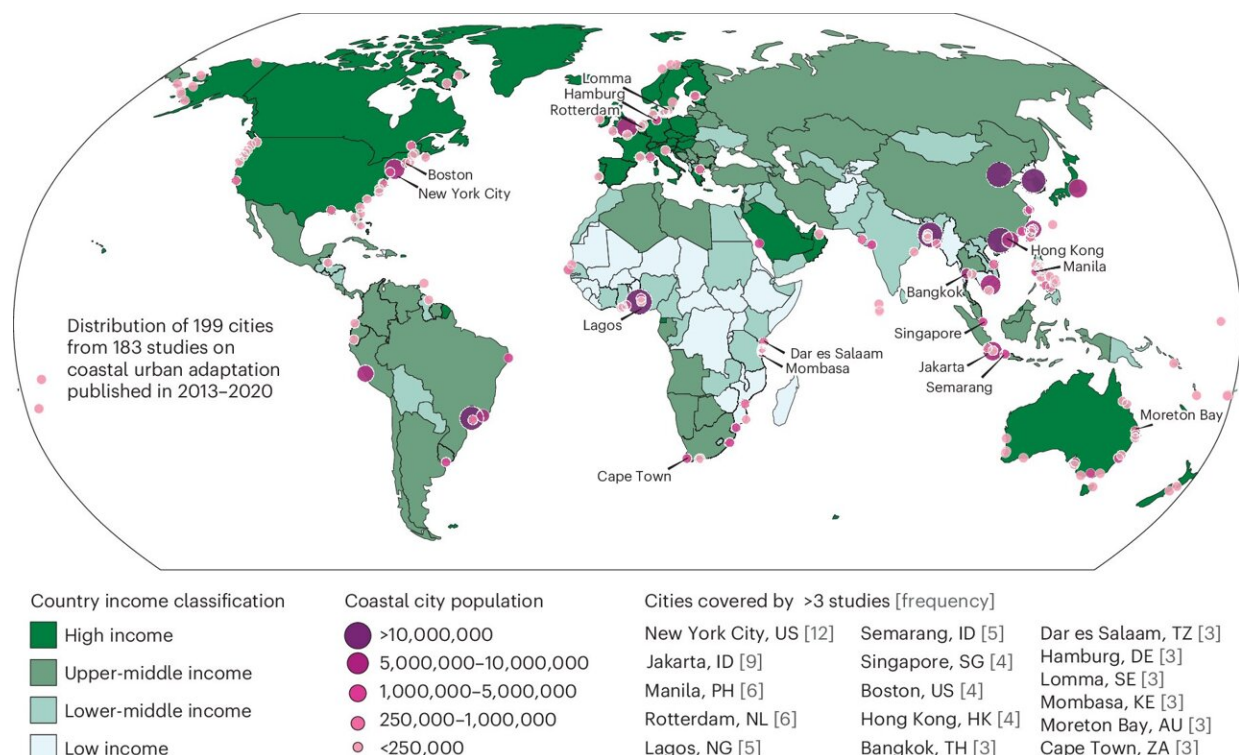 Lomma
Hamburg
Rotterdam
Boston
New York City
Hong Kong
Manila
Bangkok
Lagos
Singapore
Dar es Salaam
Mombasa
Jakarta
Semarang
Moreton Bay
Cape Town
Distribution of 199 cities
from 183 studies on
coastal urban adaptation
published in 2013–2020
Country income classification
High income
Upper-middle income
Lower-middle income
Low income
Coastal city population
>10,000,000
5,000,000–10,000,000
1,000,000–5,000,000
250,000–1,000,000
<250,000
Cities covered by >3 studies [frequency]
New York City, US [12]
Jakarta, ID [9]
Manila, PH [6]
Rotterdam, NL [6]
Lagos, NG [5]
Semarang, ID [5]
Singapore, SG [4]
Boston, US [4]
Hong Kong, HK [4]
Bangkok, TH [3]
Dar es Salaam, TZ [3]
Hamburg, DE [3]
Lomma, SE [3]
Mombasa, KE [3]
Moreton Bay, AU [3]
Cape Town, ZA [3]